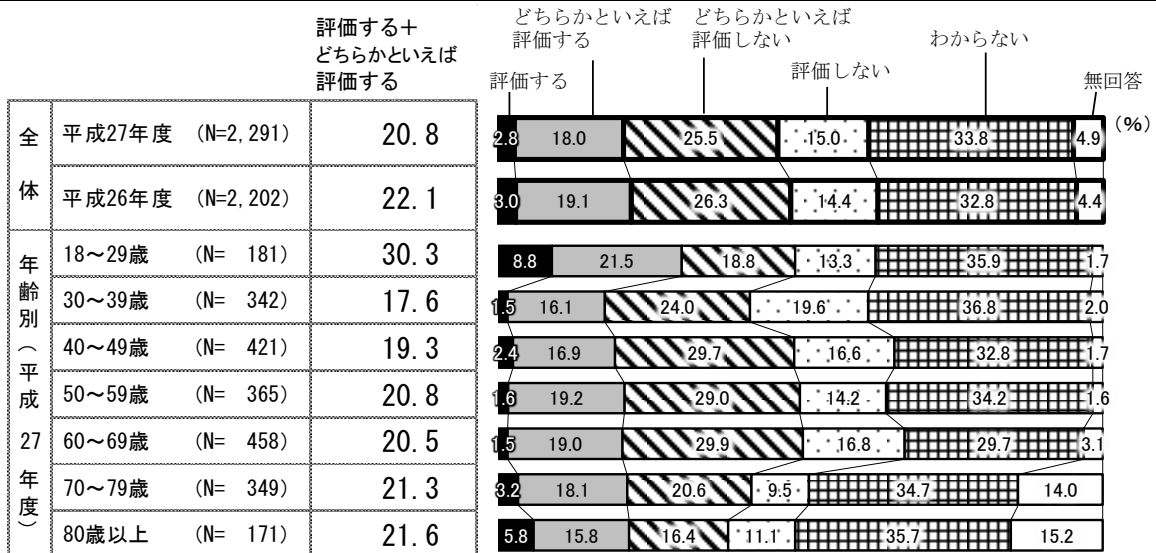 評価する＋
どちらかといえば
評価する
どちらかといえば
評価する
どちらかといえば
評価しない
わからない
評価する
評価しない
無回答
(%)
全体
平成27年度 (N=2,291) 20.8 2.8 18.0 25.5 15.0 33.8 4.9
平成26年度 (N=2,202) 22.1 3.0 19.1 26.3 14.4 32.8 4.4
年齢別（平成27年度）
18～29歳 (N= 181) 30.3 8.8 21.5 18.8 13.3 35.9 1.7
30～39歳 (N= 342) 17.6 1.5 16.1 24.0 19.6 36.8 2.0
40～49歳 (N= 421) 19.3 2.4 16.9 29.7 16.6 32.8 1.7
50～59歳 (N= 365) 20.8 1.6 19.2 29.0 14.2 34.2 1.6
60～69歳 (N= 458) 20.5 1.5 19.0 29.9 16.8 29.7 3.1
70～79歳 (N= 349) 21.3 3.2 18.1 20.6 9.5 34.7 14.0
80歳以上 (N= 171) 21.6 5.8 15.8 16.4 11.1 35.7 15.2